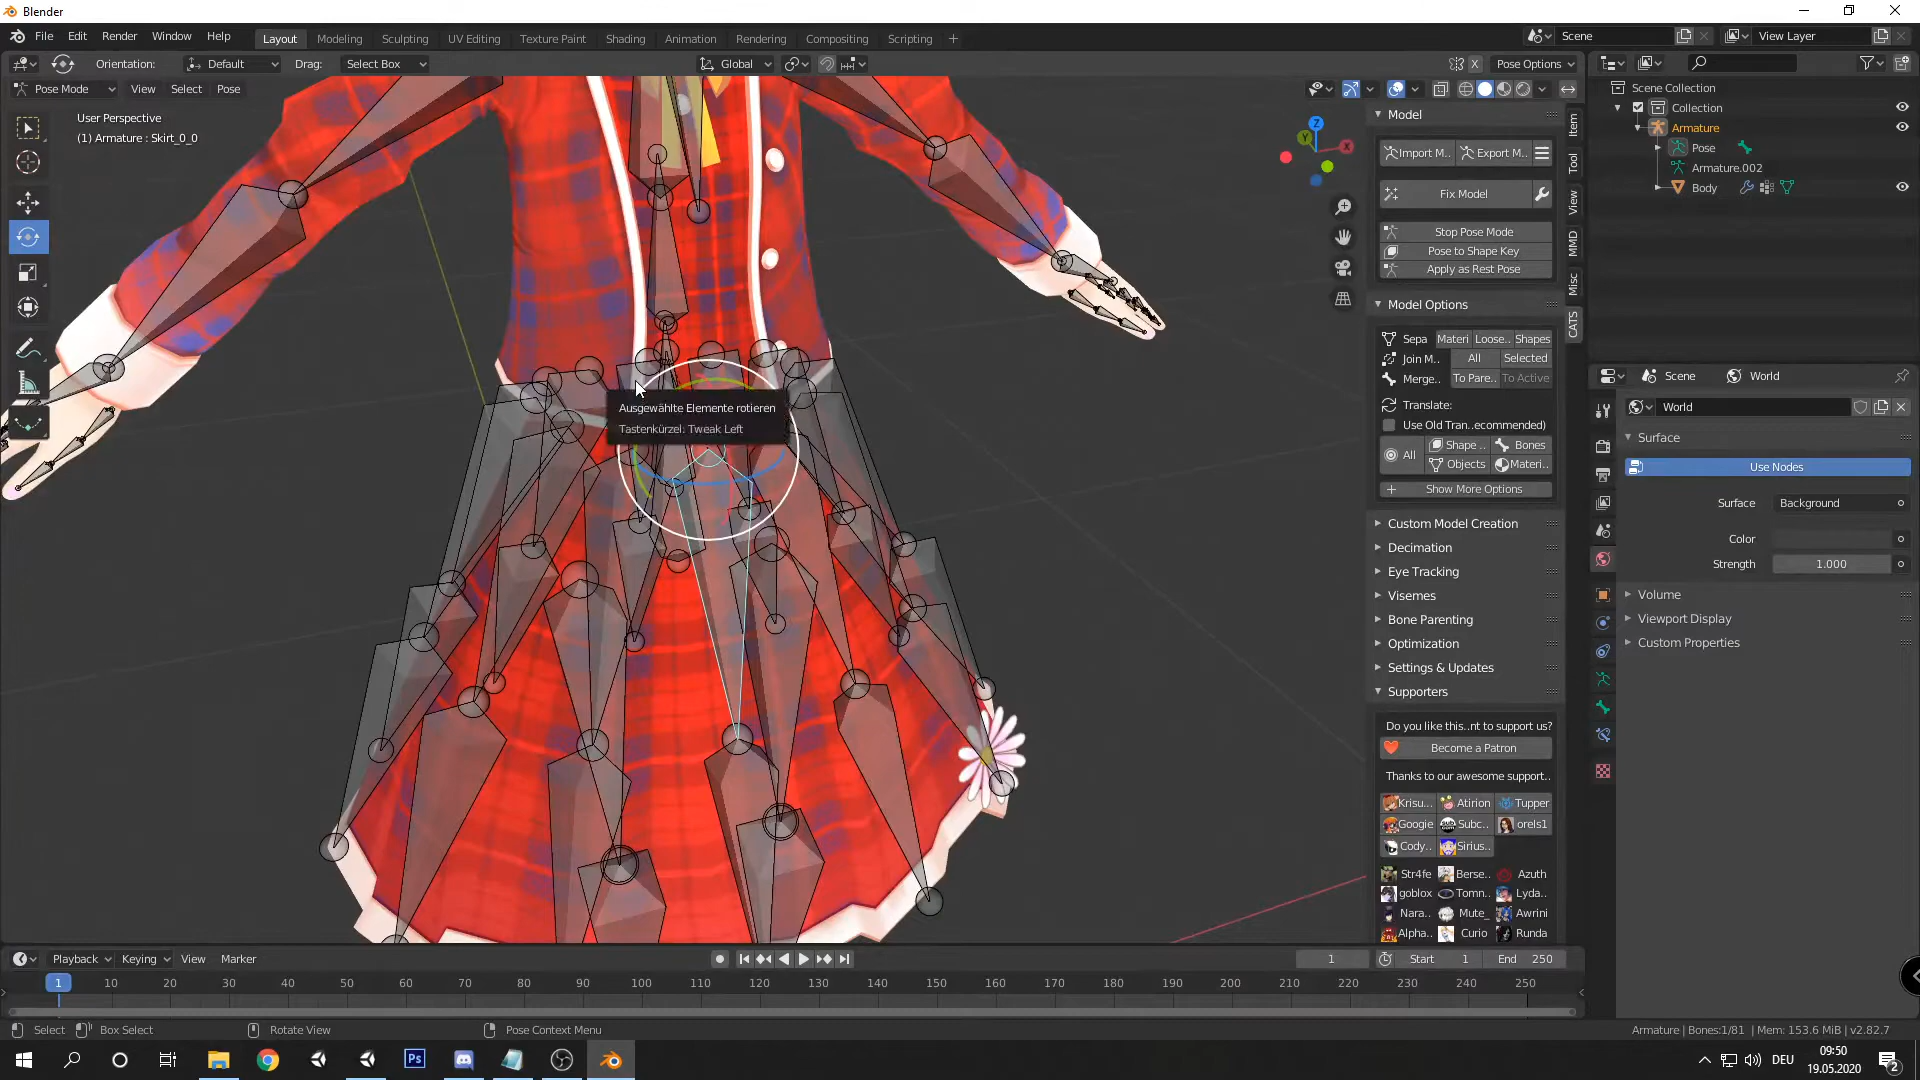 Blender
File Edit Render Window Help
Layout Modeling Sculpting UV Editing Texture Paint Shading Animation Rendering Compositing Scripting +
Scene
View Layer
Orientation: Default Drag: Select Box
Global
X Pose Options
Pose Mode View Select Pose
User Perspective
(1) Armature : Skirt_0_0
Z
Y
X
Ausgewählte Elemente rotieren
Tastenkürzel: Tweak Left
Model
Import M..
Export M..
Fix Model
Stop Pose Mode
Pose to Shape Key
Apply as Rest Pose
Model Options
Sepa Materi Loose.. Shapes
Join M.. All Selected
Merge.. To Pare.. To Active
Translate:
Use Old Tran..ecommended)
All Shape .. Bones
Objects Materi..
Show More Options
Custom Model Creation
Decimation
Eye Tracking
Visemes
Bone Parenting
Optimization
Settings & Updates
Supporters
Do you like this..nt to support us?
Become a Patron
Thanks to our awesome support..
Krisu... Atirion Tupper
Googie Subc.. orels1
Cody.. Sirius..
Str4fe Berse.. Azuth
goblox Tomn.. Lyda..
Nara.. Mute_ Awrini
Alpha.. Curio Runda
Item
Tool
View
MMD
Misc
CATS
Scene Collection
Collection
Armature
Pose
Armature.002
Body
Scene World
World
Surface
Use Nodes
Surface Background
Color
Strength 1.000
Volume
Viewport Display
Custom Properties
Playback Keying View Marker
1 Start 1 End 250
1 10 20 30 40 50 60 70 80 90 100 110 120 130 140 150 160 170 180 190 200 210 220 230 240 250
Select Box Select Rotate View Pose Context Menu
Armature | Bones:1/81 | Mem: 153.6 MiB | v2.82.7
Ps
DEU
09:50
19.05.2020
2